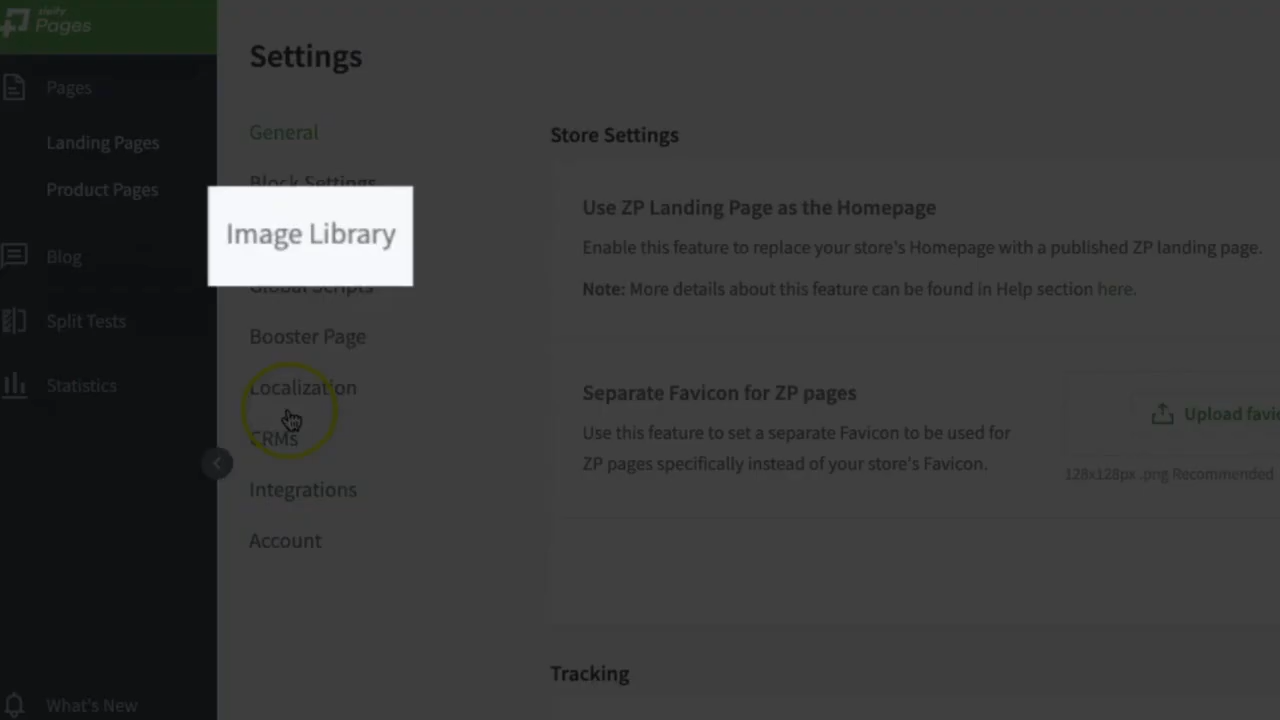 Zipify
Pages
Settings
Pages
Landing Pages
Product Pages
Blog
Split Tests
Statistics
What's New
General
Block Settings
Image Library
Global Scripts
Booster Page
Localization
CRMs
Integrations
Account
Store Settings
Use ZP Landing Page as the Homepage
Enable this feature to replace your store's Homepage with a published ZP landing page.
Note: More details about this feature can be found in Help section here.
Separate Favicon for ZP pages
Use this feature to set a separate Favicon to be used for
ZP pages specifically instead of your store's Favicon.
Upload favic
128x128px .png Recommended
Tracking